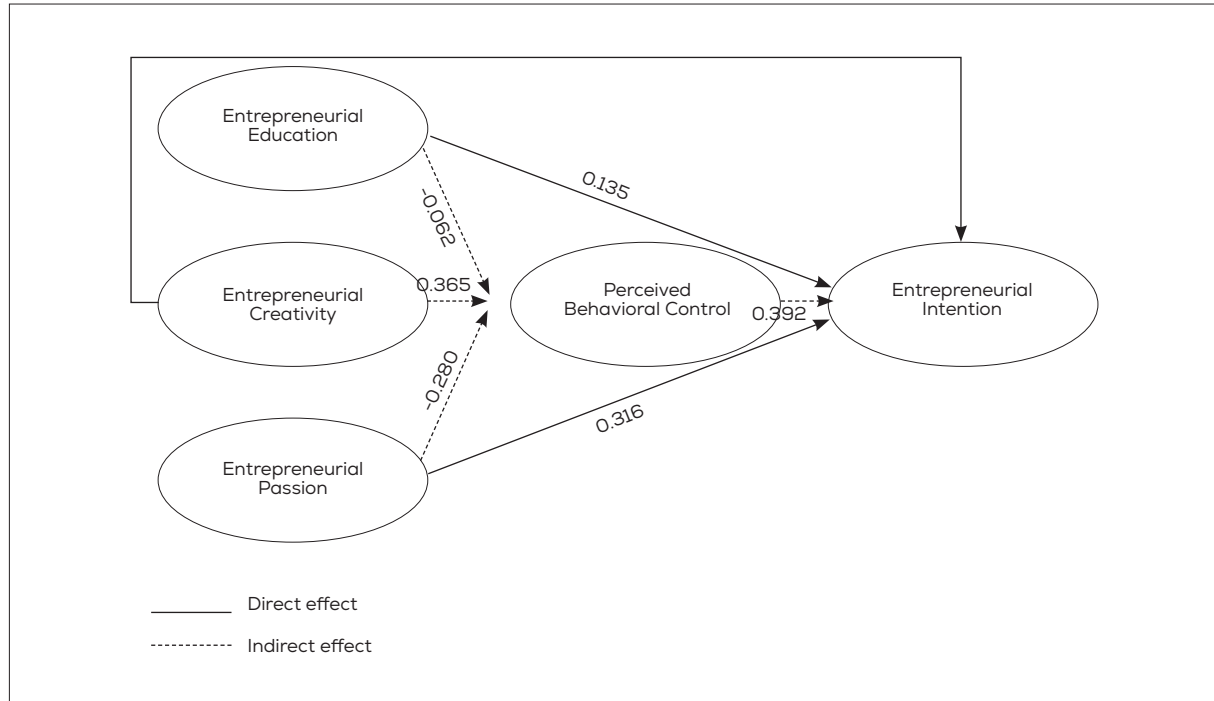 Entrepreneurial
Education
0.135
-0.062
0.365
Entrepreneurial
Creativity
Perceived
Behavioral Control
0.392
Entrepreneurial
Intention
-0.280
0.316
Entrepreneurial
Passion
Direct effect
Indirect effect